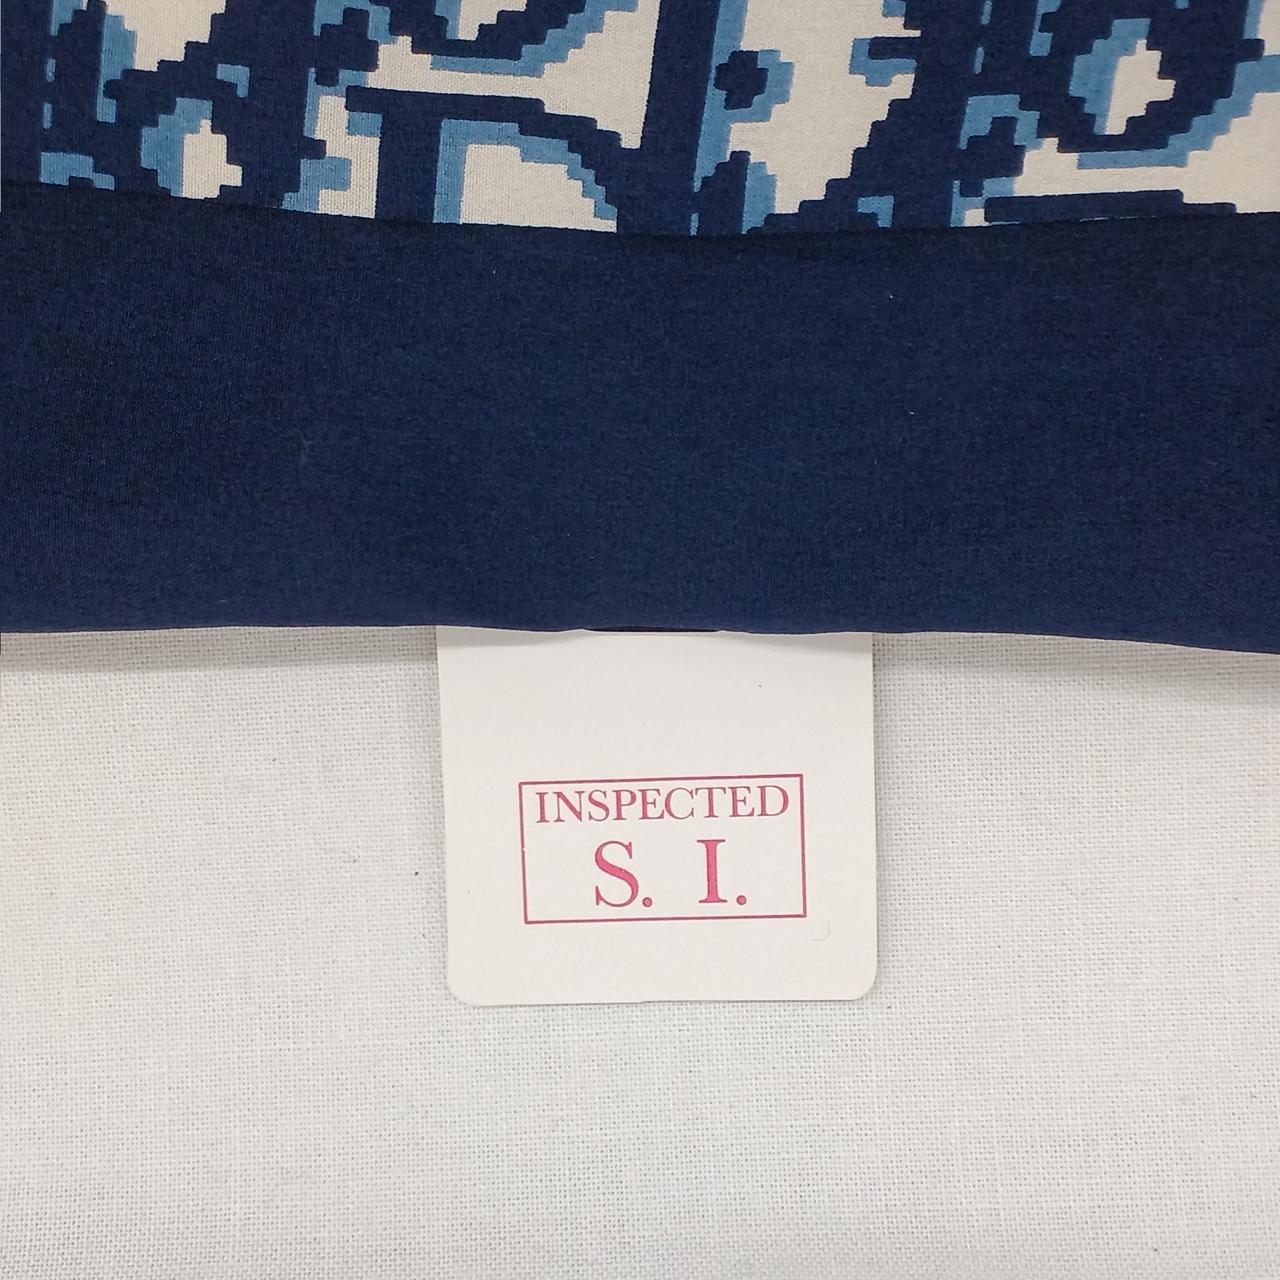 INSPECTED
S. I.